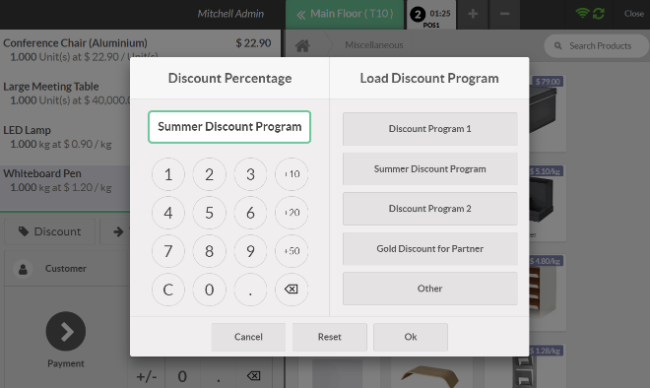 Mitchell Admin
« Main Floor ( T10 )
2 01:25
POS1
+
−
Close
Conference Chair (Aluminium) $ 22.90
1.000 Unit(s) at $ 22.90 / Unit(s)
Large Meeting Table
1.000 Unit(s) at $ 40,000.
LED Lamp
1.000 kg at $ 0.90 / kg
Whiteboard Pen
1.000 kg at $ 1.20 / kg
Discount
Customer
Payment
+/- 0 .
Miscellaneous
Search Products
$ 79.00
$ 5.10/kg
$ 4.80/kg
$ 1.28/kg
Discount Percentage
Summer Discount Program
1 2 3 +10
4 5 6 +20
7 8 9 +50
C 0 .
Load Discount Program
Discount Program 1
Summer Discount Program
Discount Program 2
Gold Discount for Partner
Other
Cancel
Reset
Ok